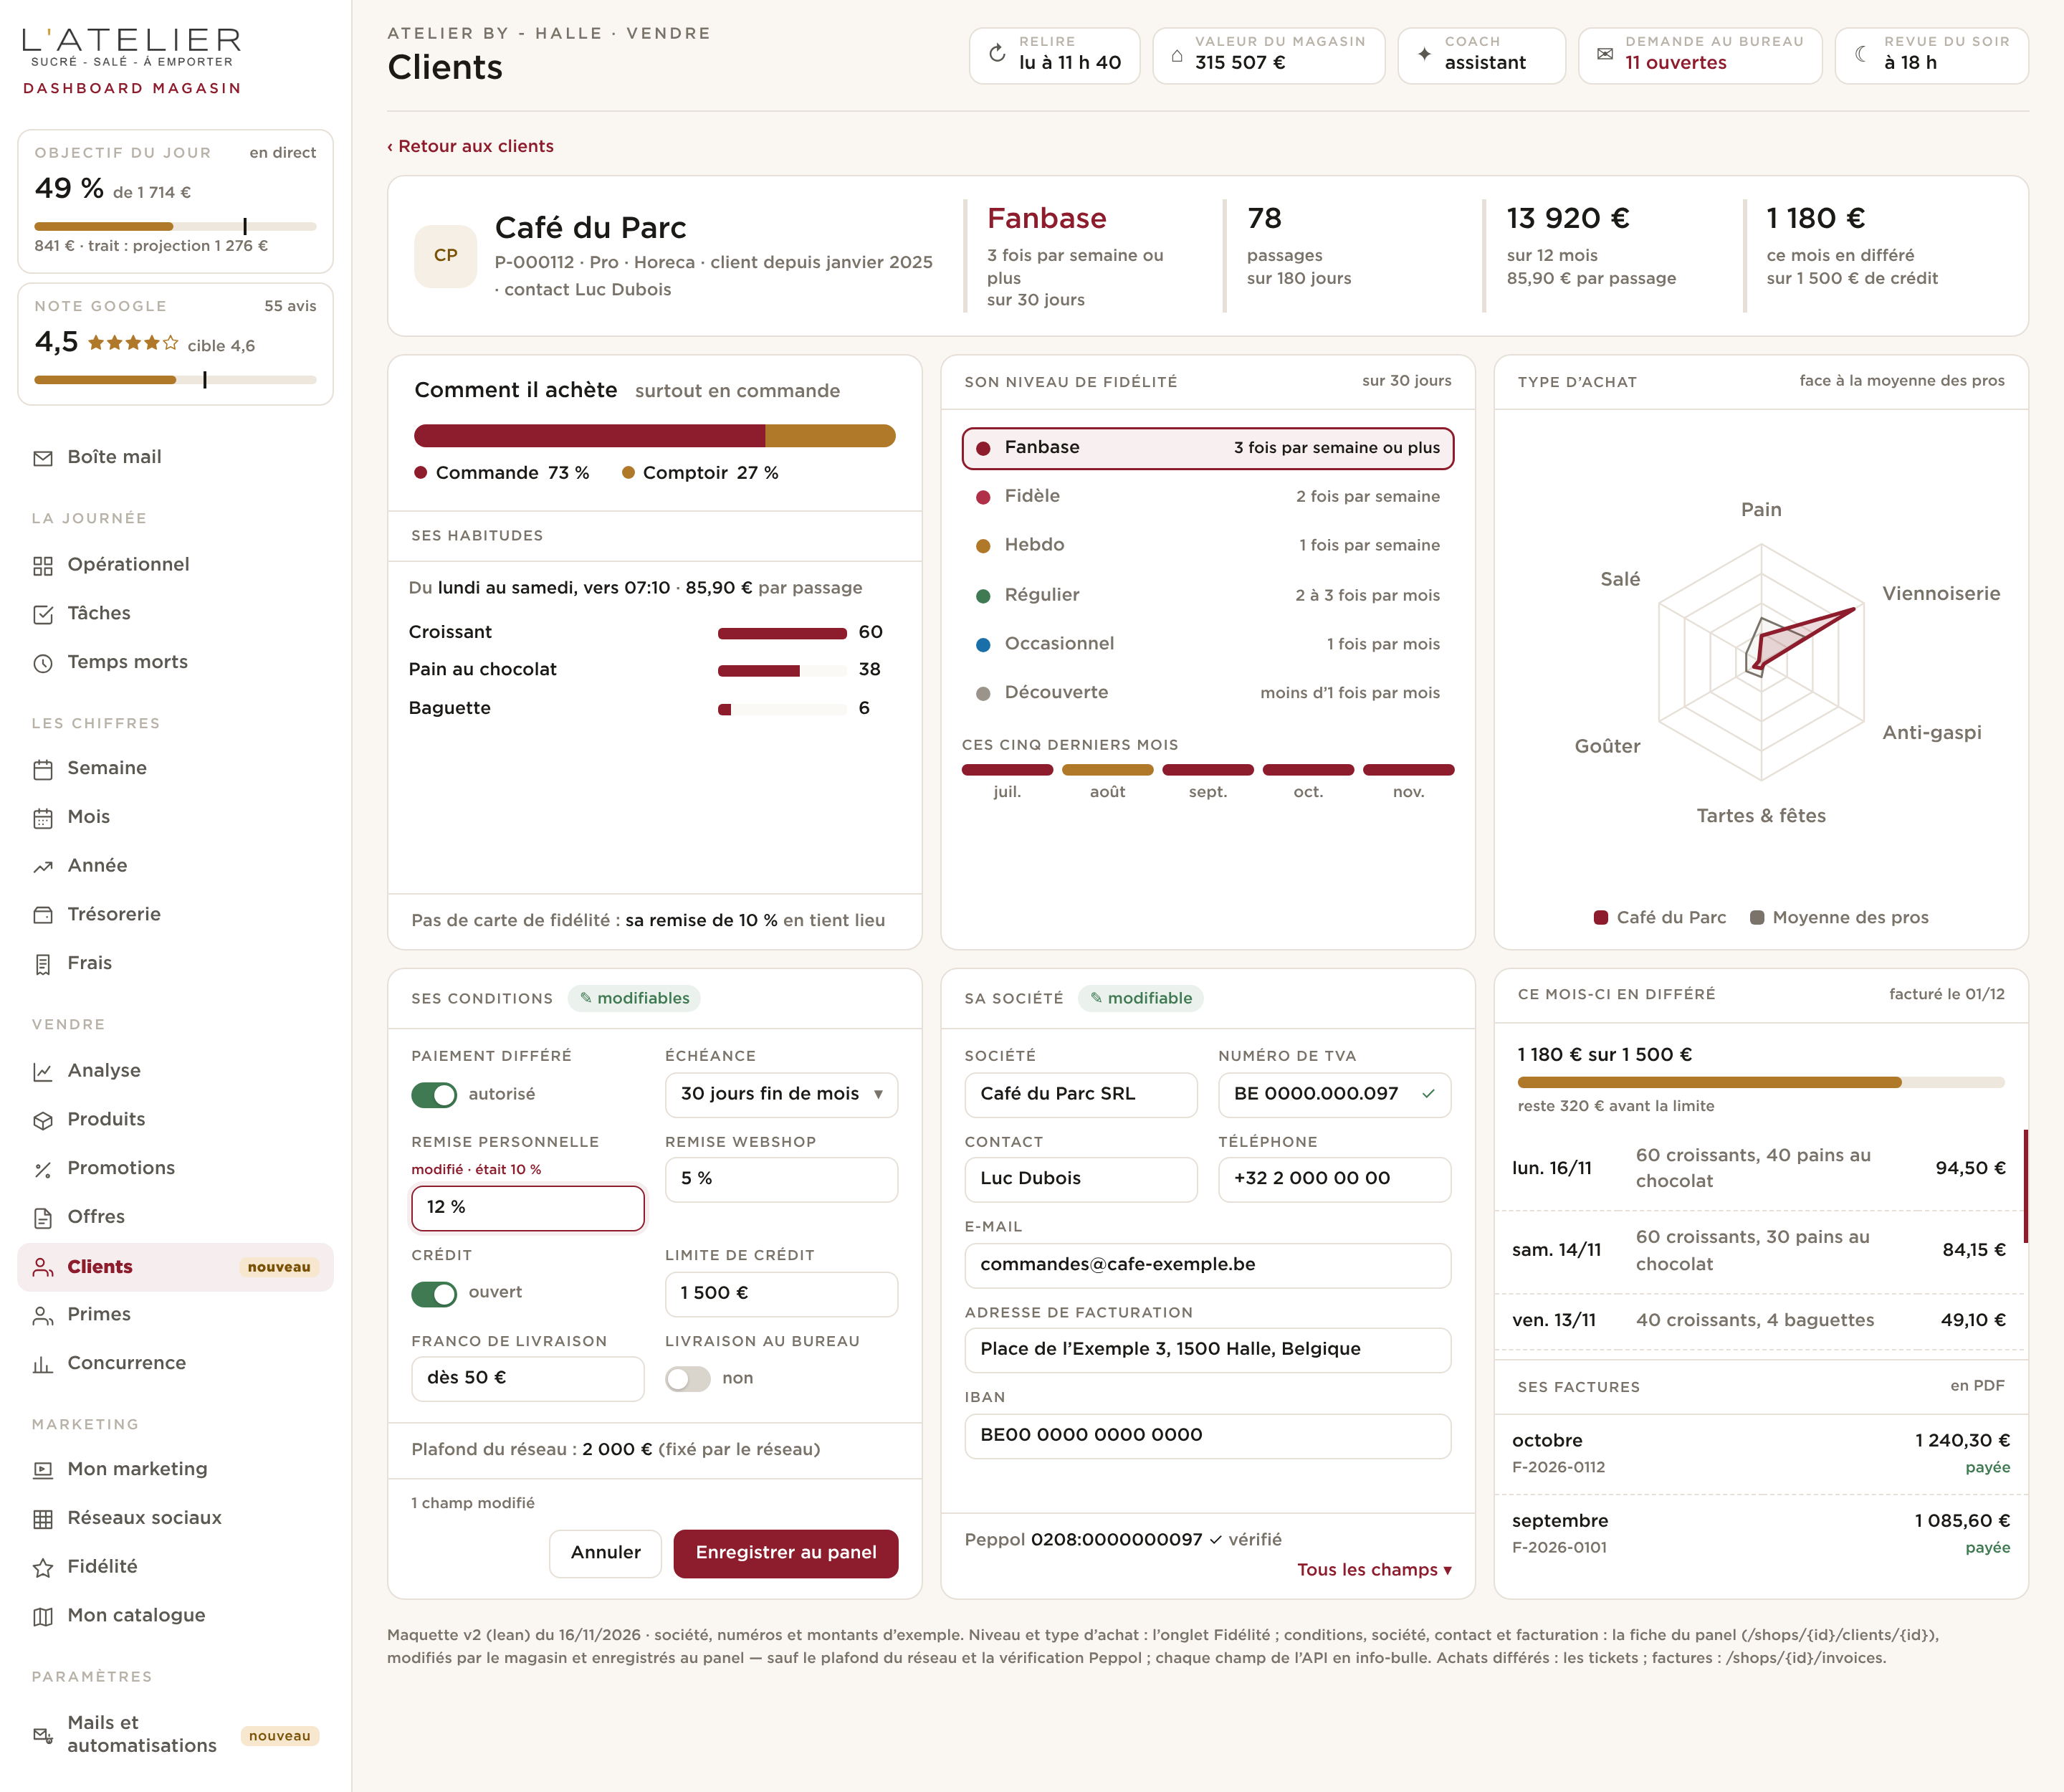 L'ATELIER
SUCRÉ - SALÉ - À EMPORTER
DASHBOARD MAGASIN
OBJECTIF DU JOUR en direct
49 % de 1 714 €
841 € · trait : projection 1 276 €
NOTE GOOGLE 55 avis
4,5 ★★★★☆ cible 4,6
Boîte mail
LA JOURNÉE
Opérationnel
Tâches
Temps morts
LES CHIFFRES
Semaine
Mois
Année
Trésorerie
Frais
VENDRE
Analyse
Produits
Promotions
Offres
Clients nouveau
Primes
Concurrence
MARKETING
Mon marketing
Réseaux sociaux
Fidélité
Mon catalogue
PARAMÈTRES
Mails et
automatisations nouveau
ATELIER BY - HALLE · VENDRE
Clients
RELIRE
lu à 11 h 40
VALEUR DU MAGASIN
315 507 €
COACH
assistant
DEMANDE AU BUREAU
11 ouvertes
REVUE DU SOIR
à 18 h
‹ Retour aux clients
CP
Café du Parc
P-000112 · Pro · Horeca · client depuis janvier 2025
· contact Luc Dubois
Fanbase
3 fois par semaine ou
plus
sur 30 jours
78
passages
sur 180 jours
13 920 €
sur 12 mois
85,90 € par passage
1 180 €
ce mois en différé
sur 1 500 € de crédit
Comment il achète surtout en commande
Commande 73 % Comptoir 27 %
SES HABITUDES
Du lundi au samedi, vers 07:10 · 85,90 € par passage
Croissant 60
Pain au chocolat 38
Baguette 6
Pas de carte de fidélité : sa remise de 10 % en tient lieu
SON NIVEAU DE FIDÉLITÉ sur 30 jours
Fanbase 3 fois par semaine ou plus
Fidèle 2 fois par semaine
Hebdo 1 fois par semaine
Régulier 2 à 3 fois par mois
Occasionnel 1 fois par mois
Découverte moins d’1 fois par mois
CES CINQ DERNIERS MOIS
juil. août sept. oct. nov.
TYPE D’ACHAT face à la moyenne des pros
Pain
Salé Viennoiserie
Goûter Anti-gaspi
Tartes & fêtes
Café du Parc Moyenne des pros
SES CONDITIONS ✎ modifiables
PAIEMENT DIFFÉRÉ ÉCHÉANCE
autorisé 30 jours fin de mois ▾
REMISE PERSONNELLE REMISE WEBSHOP
modifié · était 10 %
12 % 5 %
CRÉDIT LIMITE DE CRÉDIT
ouvert 1 500 €
FRANCO DE LIVRAISON LIVRAISON AU BUREAU
dès 50 € non
Plafond du réseau : 2 000 € (fixé par le réseau)
1 champ modifié
Annuler Enregistrer au panel
SA SOCIÉTÉ ✎ modifiable
SOCIÉTÉ NUMÉRO DE TVA
Café du Parc SRL BE 0000.000.097 ✓
CONTACT TÉLÉPHONE
Luc Dubois +32 2 000 00 00
E-MAIL
commandes@cafe-exemple.be
ADRESSE DE FACTURATION
Place de l’Exemple 3, 1500 Halle, Belgique
IBAN
BE00 0000 0000 0000
Peppol 0208:0000000097 ✓ vérifié
Tous les champs ▾
CE MOIS-CI EN DIFFÉRÉ facturé le 01/12
1 180 € sur 1 500 €
reste 320 € avant la limite
lun. 16/11 60 croissants, 40 pains au chocolat 94,50 €
sam. 14/11 60 croissants, 30 pains au chocolat 84,15 €
ven. 13/11 40 croissants, 4 baguettes 49,10 €
SES FACTURES en PDF
octobre 1 240,30 €
F-2026-0112 payée
septembre 1 085,60 €
F-2026-0101 payée
Maquette v2 (lean) du 16/11/2026 · société, numéros et montants d’exemple. Niveau et type d’achat : l’onglet Fidélité ; conditions, société, contact et facturation : la fiche du panel (/shops/{id}/clients/{id}),
modifiés par le magasin et enregistrés au panel — sauf le plafond du réseau et la vérification Peppol ; chaque champ de l’API en info-bulle. Achats différés : les tickets ; factures : /shops/{id}/invoices.